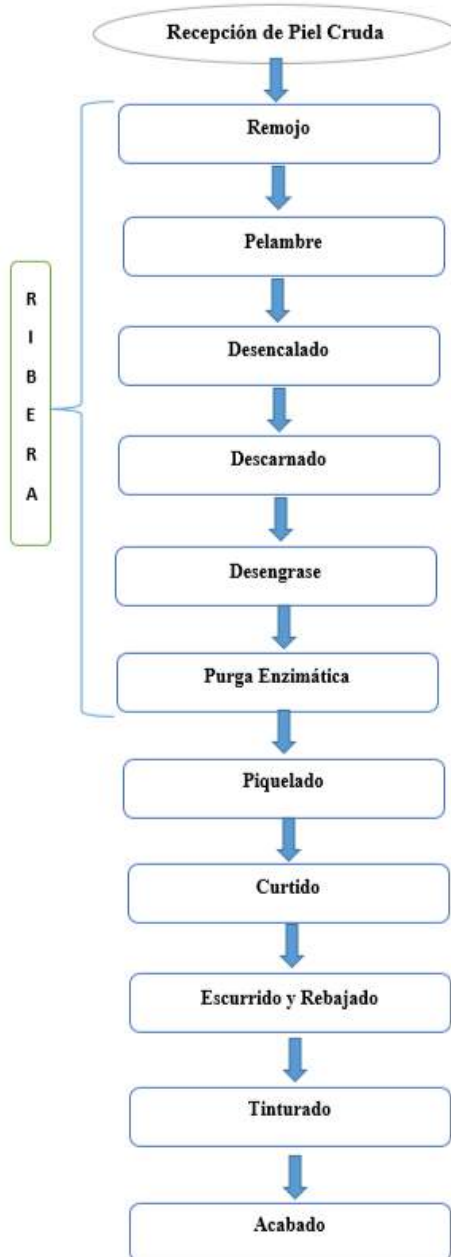 Recepción de Piel Cruda
Remojo
Pelambre
Desencalado
Descarnado
Desengrase
Purga Enzimática
R
I
B
E
R
A
Piquelado
Curtido
Escurrido y Rebajado
Tinturado
Acabado